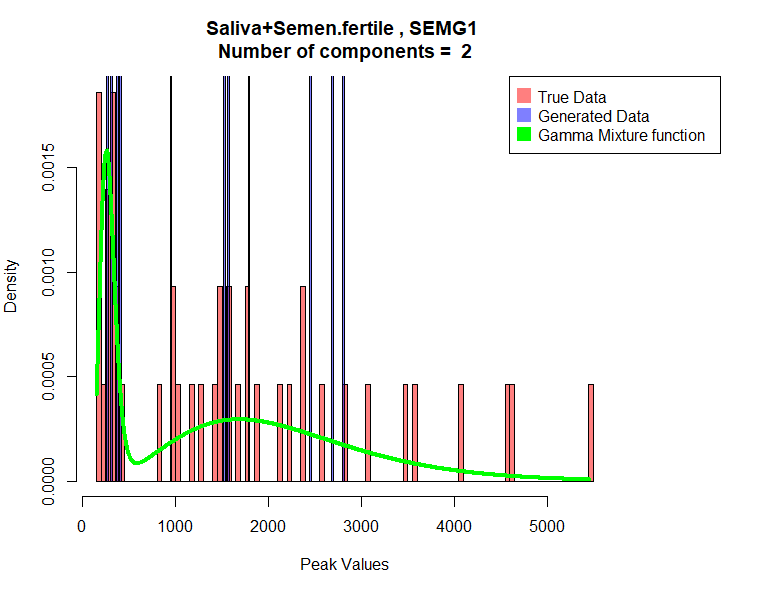 Saliva+Semen.fertile , SEMG1
Number of components =  2
True Data
Generated Data
Gamma Mixture function
Density
0.0015
0.0010
0.0005
0.0000
0 1000 2000 3000 4000 5000
Peak Values